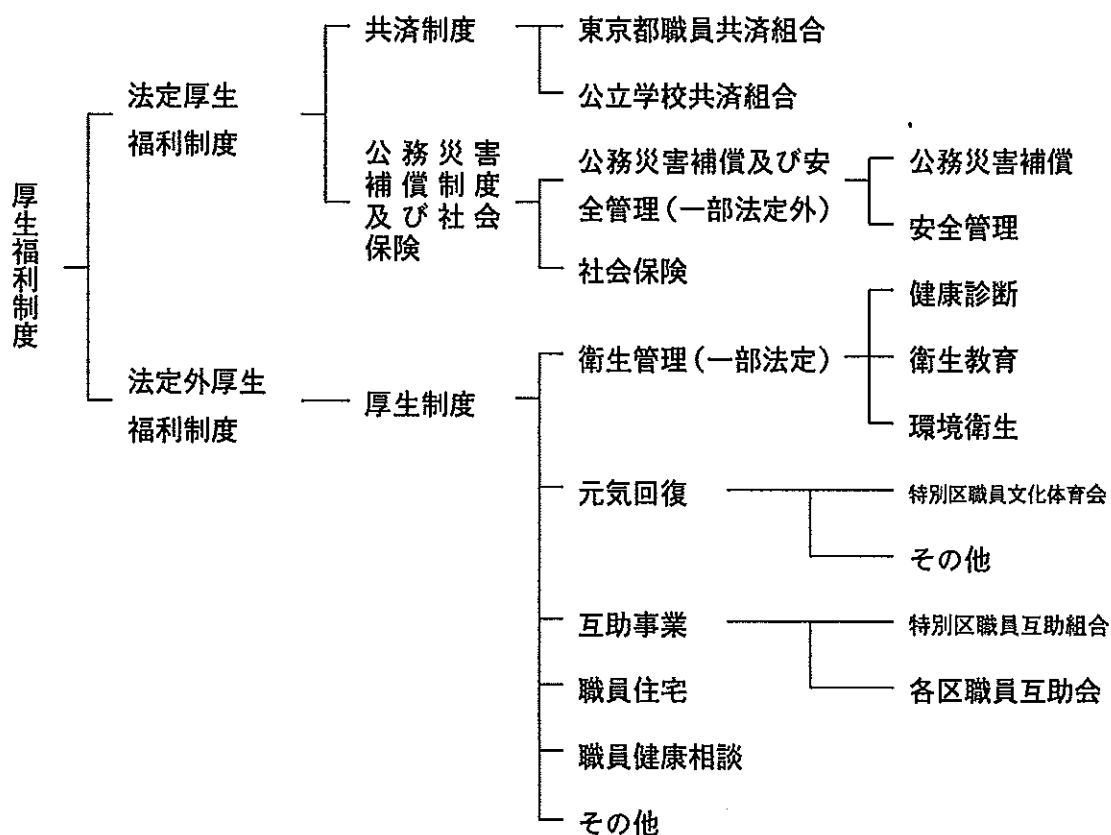 厚生福利制度
法定厚生
福利制度
共済制度
東京都職員共済組合
公立学校共済組合
公務災害
補償制度
及び社会
保険
公務災害補償及び安
全管理(一部法定外)
公務災害補償
安全管理
社会保険
法定外厚生
福利制度
厚生制度
衛生管理(一部法定)
健康診断
衛生教育
環境衛生
元気回復
特別区職員文化体育会
その他
互助事業
特別区職員互助組合
各区職員互助会
職員住宅
職員健康相談
その他